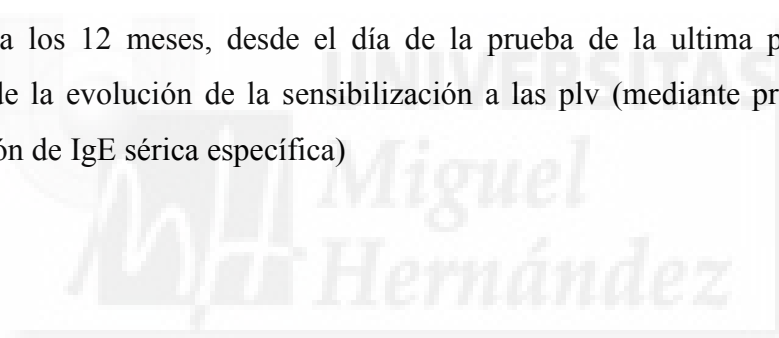 a los 12 meses, desde el día de la prueba de la ultima p
de la evolución de la sensibilización a las plv (mediante pr
ón de IgE sérica específica)
UNIVERSITAS
Miguel
Hernández